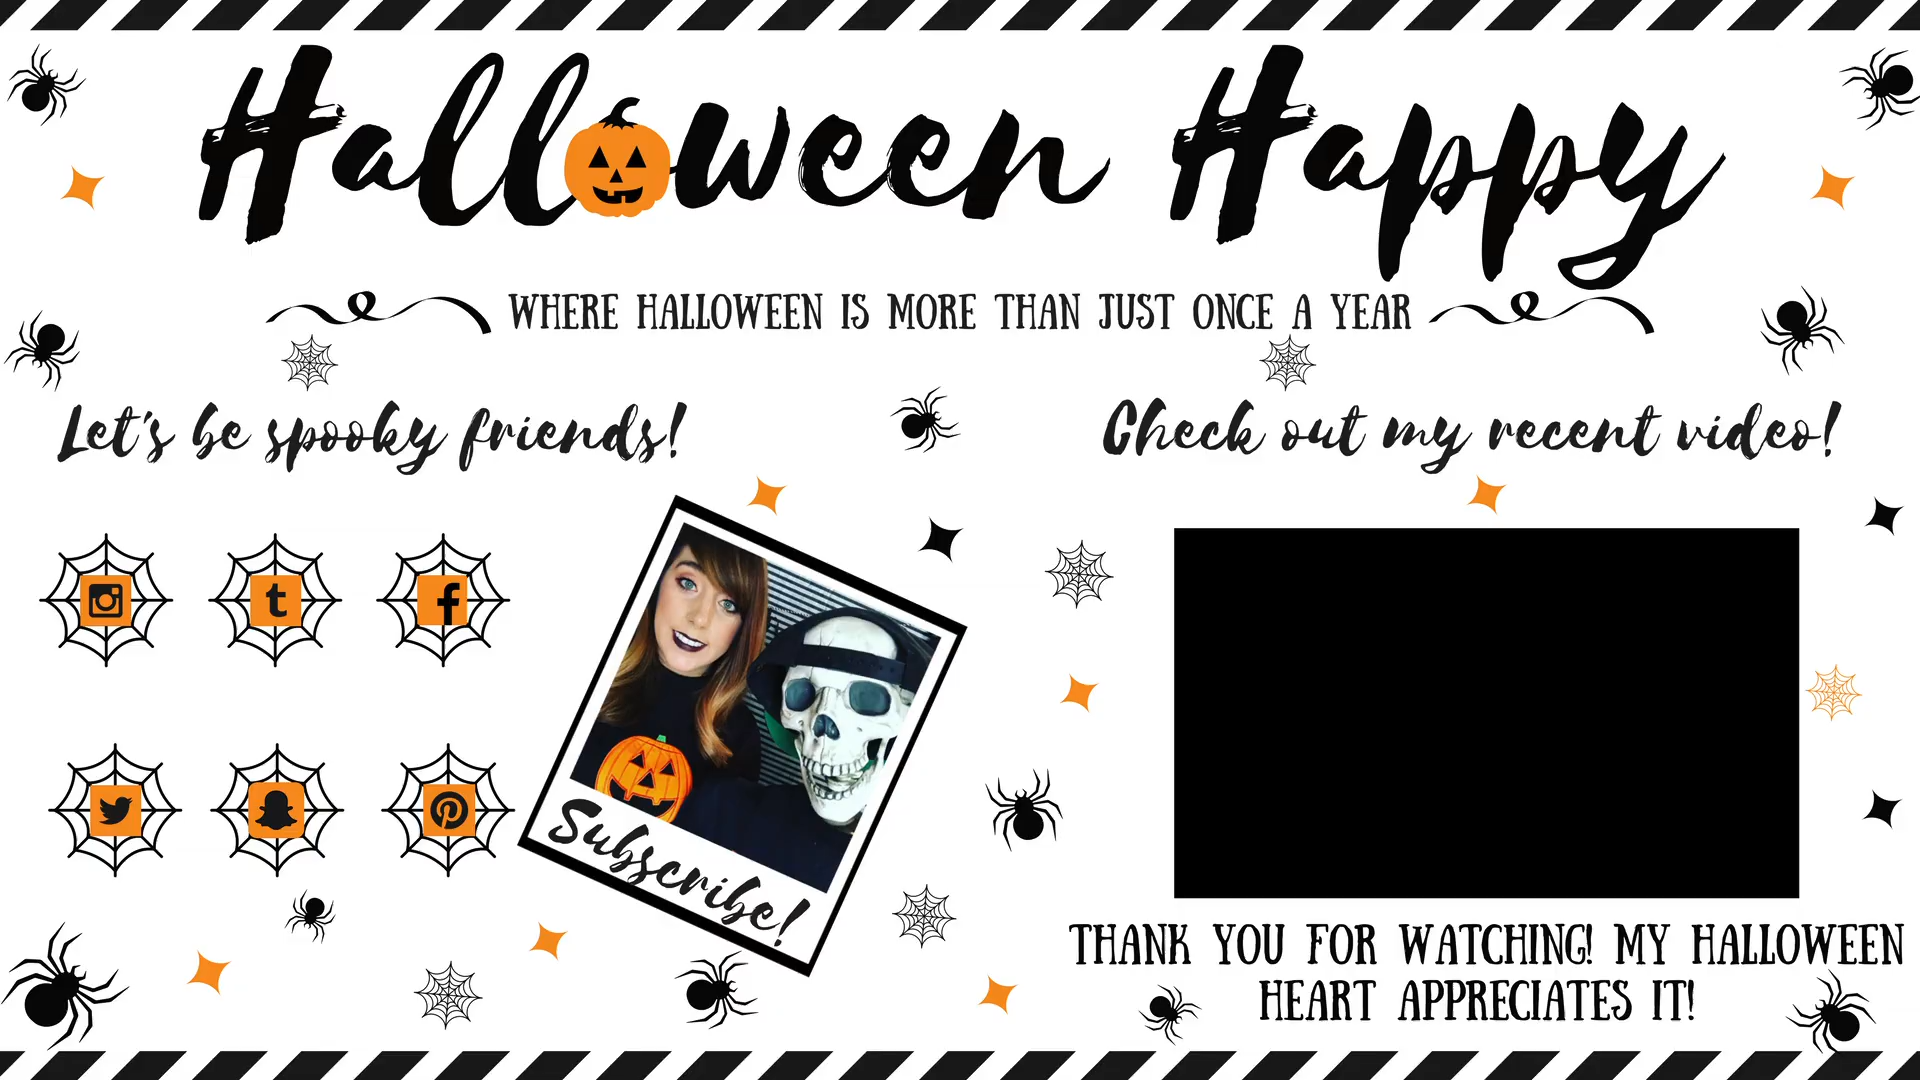 Halloween Happy
WHERE HALLOWEEN IS MORE THAN JUST ONCE A YEAR
Let's be spooky friends!
Check out my recent video!
Subscribe!
THANK YOU FOR WATCHING! MY HALLOWEEN
HEART APPRECIATES IT!